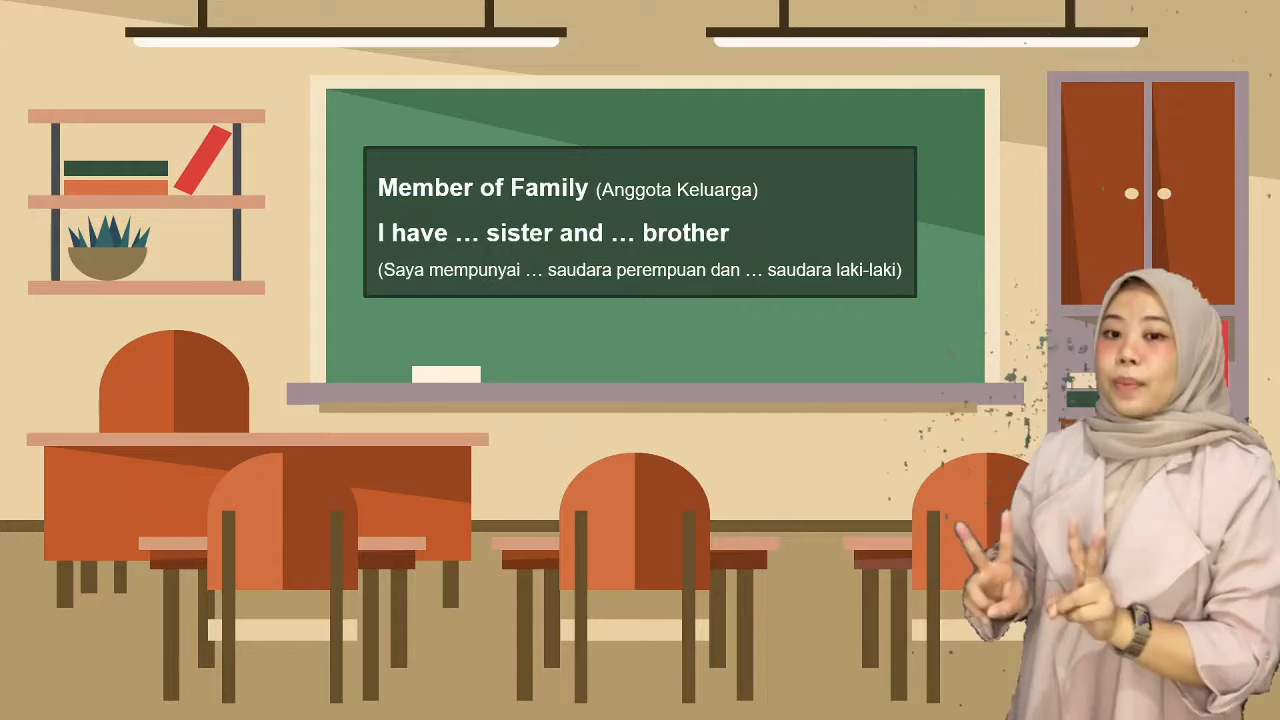 Member of Family (Anggota Keluarga)
I have … sister and … brother
(Saya mempunyai … saudara perempuan dan … saudara laki-laki)